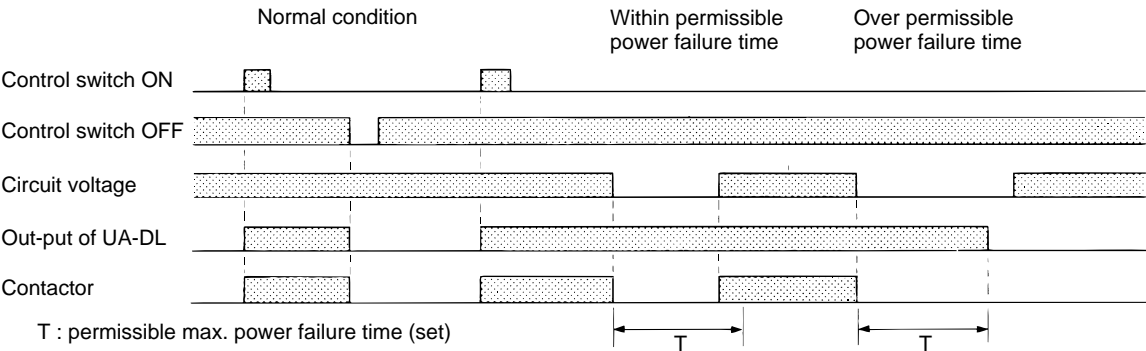 Normal condition
Within permissible
power failure time
Over permissible
power failure time
Control switch ON
Control switch OFF
Circuit voltage
Out-put of UA-DL
Contactor
T : permissible max. power failure time (set)
T
T